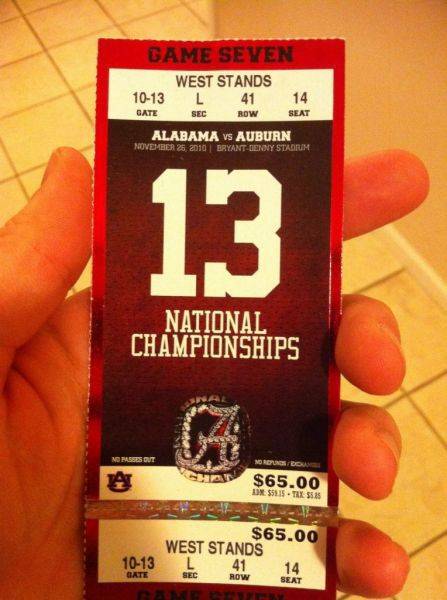 GAME SEVEN
WEST STANDS
10-13 L 41 14
GATE SEC ROW SEAT
ALABAMA VS AUBURN
NOVEMBER 26, 2010 | BRYANT-DENNY STADIUM
13
NATIONAL
CHAMPIONSHIPS
NO PASSES OUT
NO REFUNDS / EXCHANGES
$65.00
ADM: $59.15 • TAX: $5.85
$65.00
WEST STANDS
10-13 L 41 14
GATE SEC ROW SEAT
GAME SEVEN